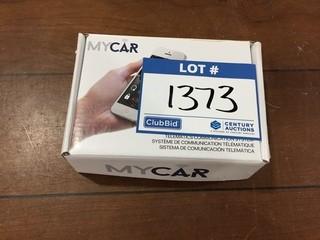 MYCAR
LOT #
1373
ClubBid
CENTURY
AUCTIONS
SYSTÈME DE COMMUNICATION TÉLÉMATIQUE
SISTEMA DE COMUNICACIÓN TELEMÁTICA
MYCAR